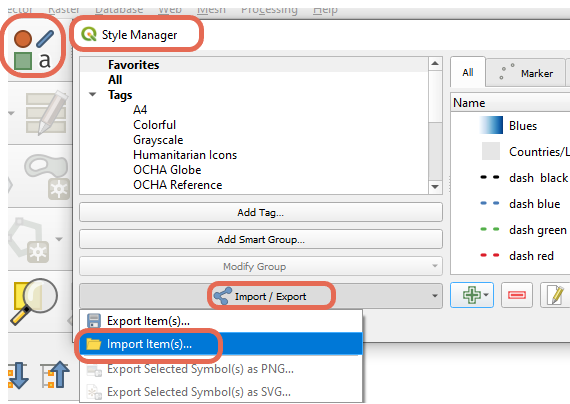 Vector Raster Database Web Mesh Processing Help
a
Style Manager
Favorites
All
Tags
A4
Colorful
Grayscale
Humanitarian Icons
OCHA Globe
OCHA Reference
Add Tag...
Add Smart Group...
Modify Group
Import / Export
Export Item(s)...
Import Item(s)...
Export Selected Symbol(s) as PNG...
Export Selected Symbol(s) as SVG...
All Marker
Name
Blues
Countries/L
dash black
dash blue
dash green
dash red